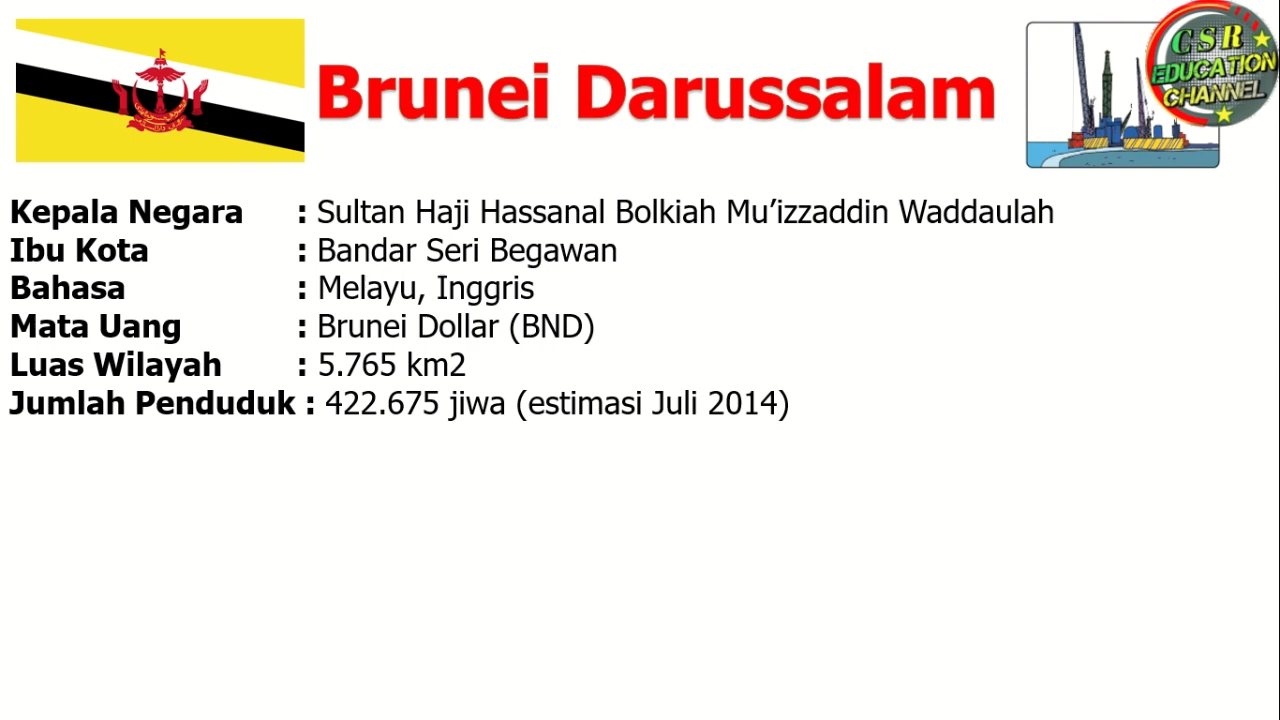 Brunei Darussalam
CSR
EDUCATION
CHANNEL
Kepala Negara : Sultan Haji Hassanal Bolkiah Mu’izzaddin Waddaulah
Ibu Kota : Bandar Seri Begawan
Bahasa : Melayu, Inggris
Mata Uang : Brunei Dollar (BND)
Luas Wilayah : 5.765 km2
Jumlah Penduduk : 422.675 jiwa (estimasi Juli 2014)